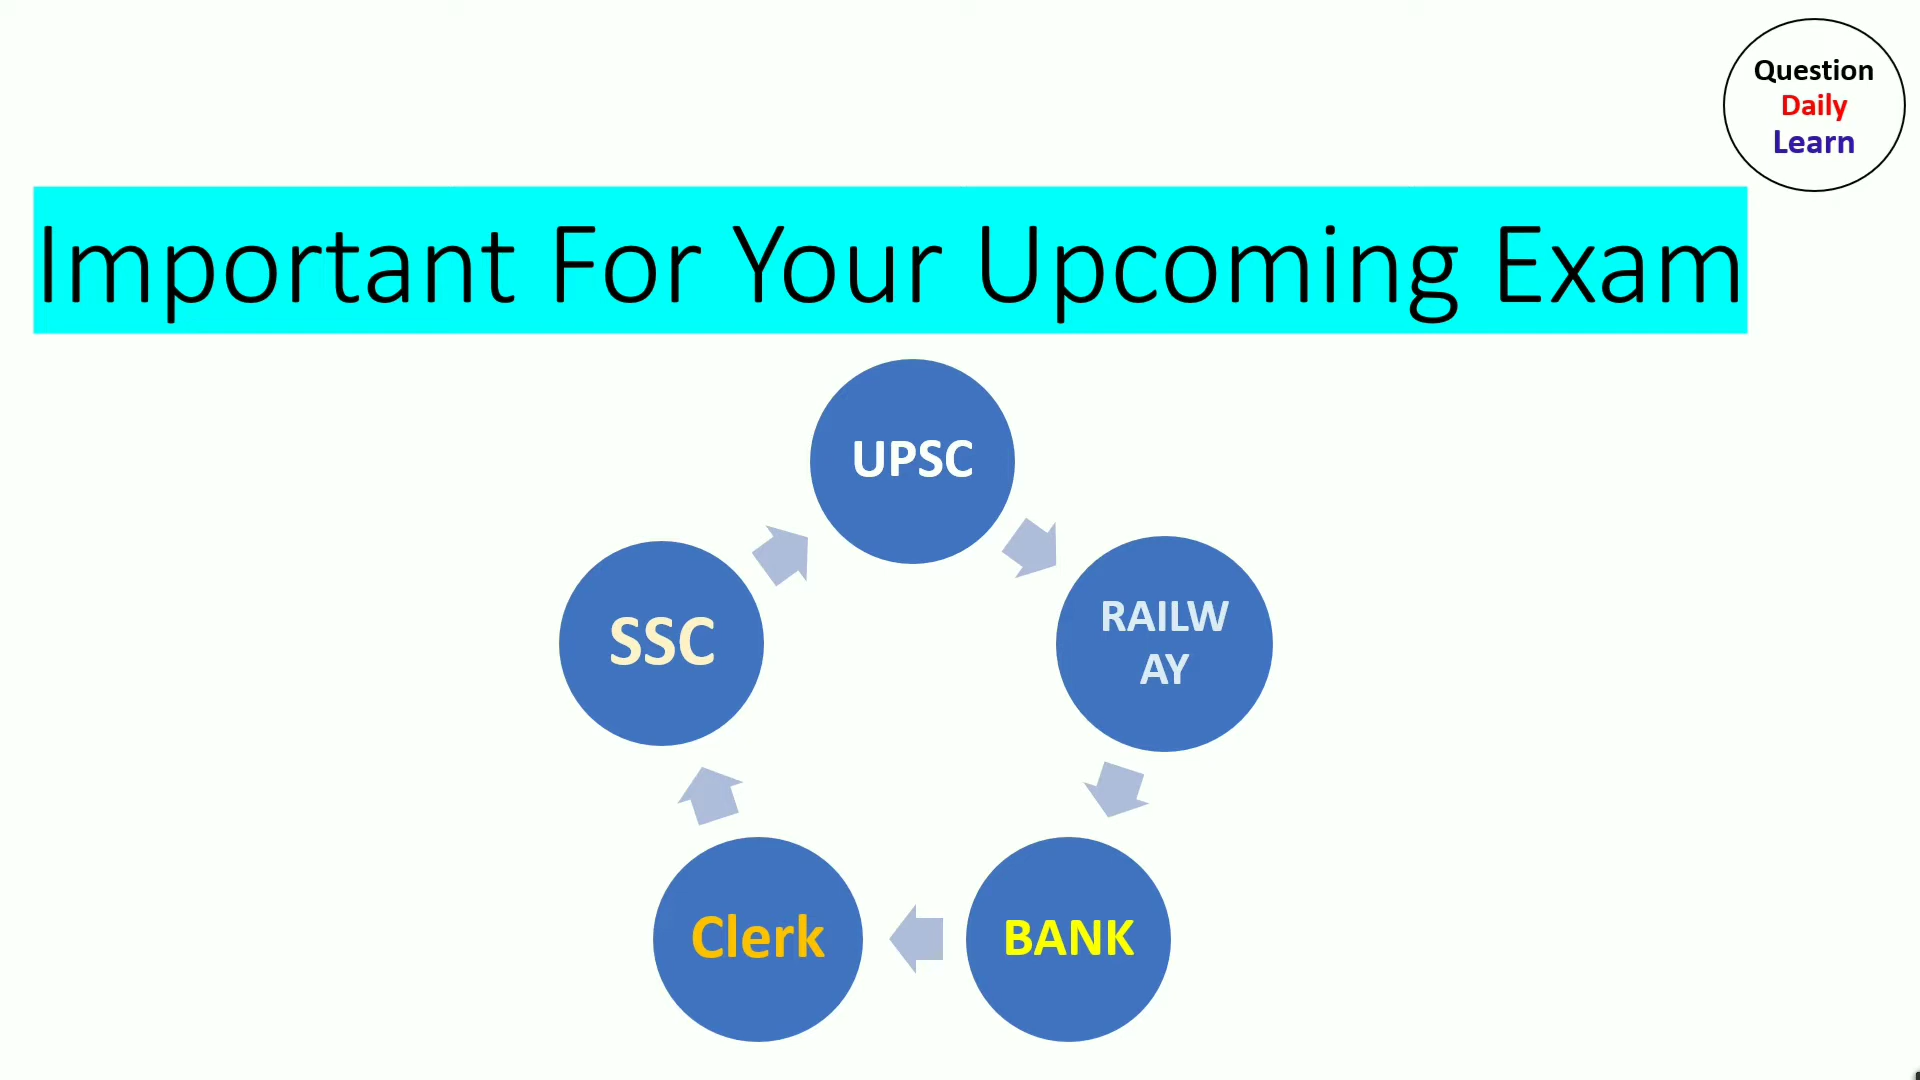 Question
Daily
Learn
Important For Your Upcoming Exam
UPSC
RAILW
AY
BANK
Clerk
SSC